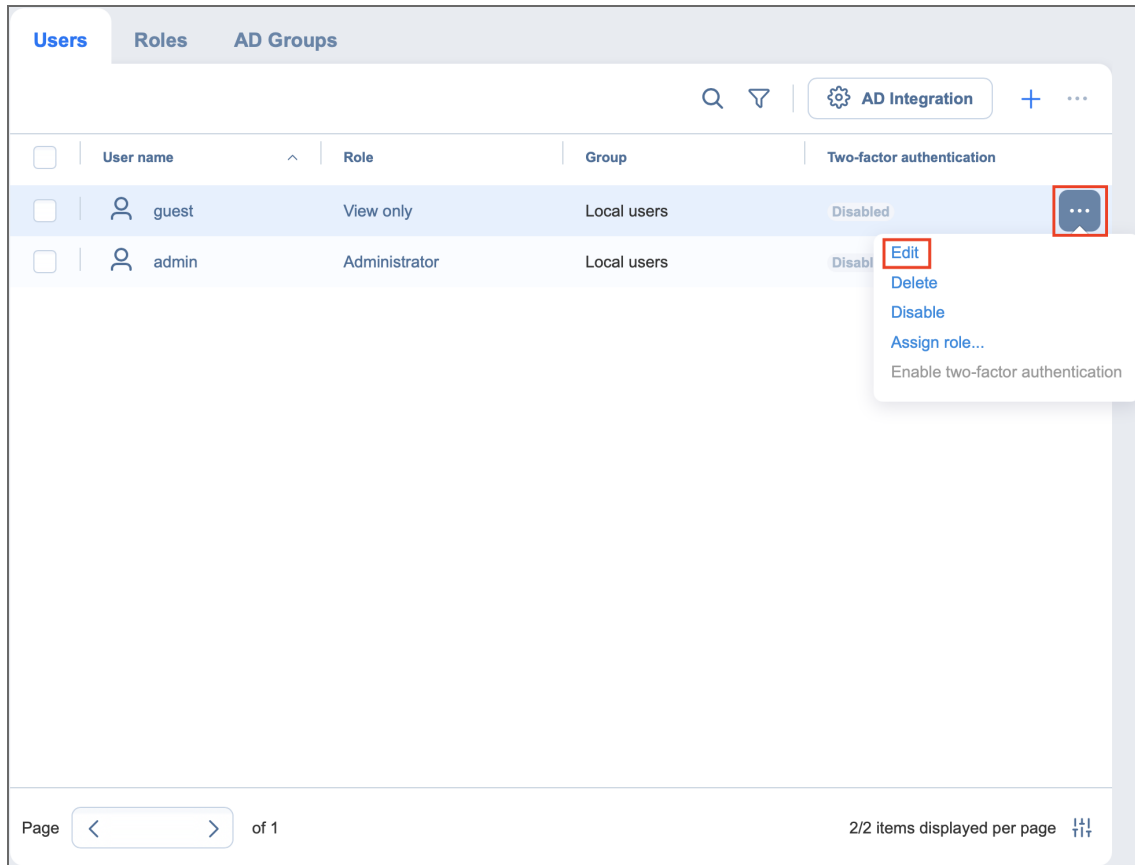 Users Roles AD Groups
AD Integration
User name Role Group Two-factor authentication
guest View only Local users Disabled
admin Administrator Local users Disabl
Edit
Delete
Disable
Assign role...
Enable two-factor authentication
Page of 1 2/2 items displayed per page